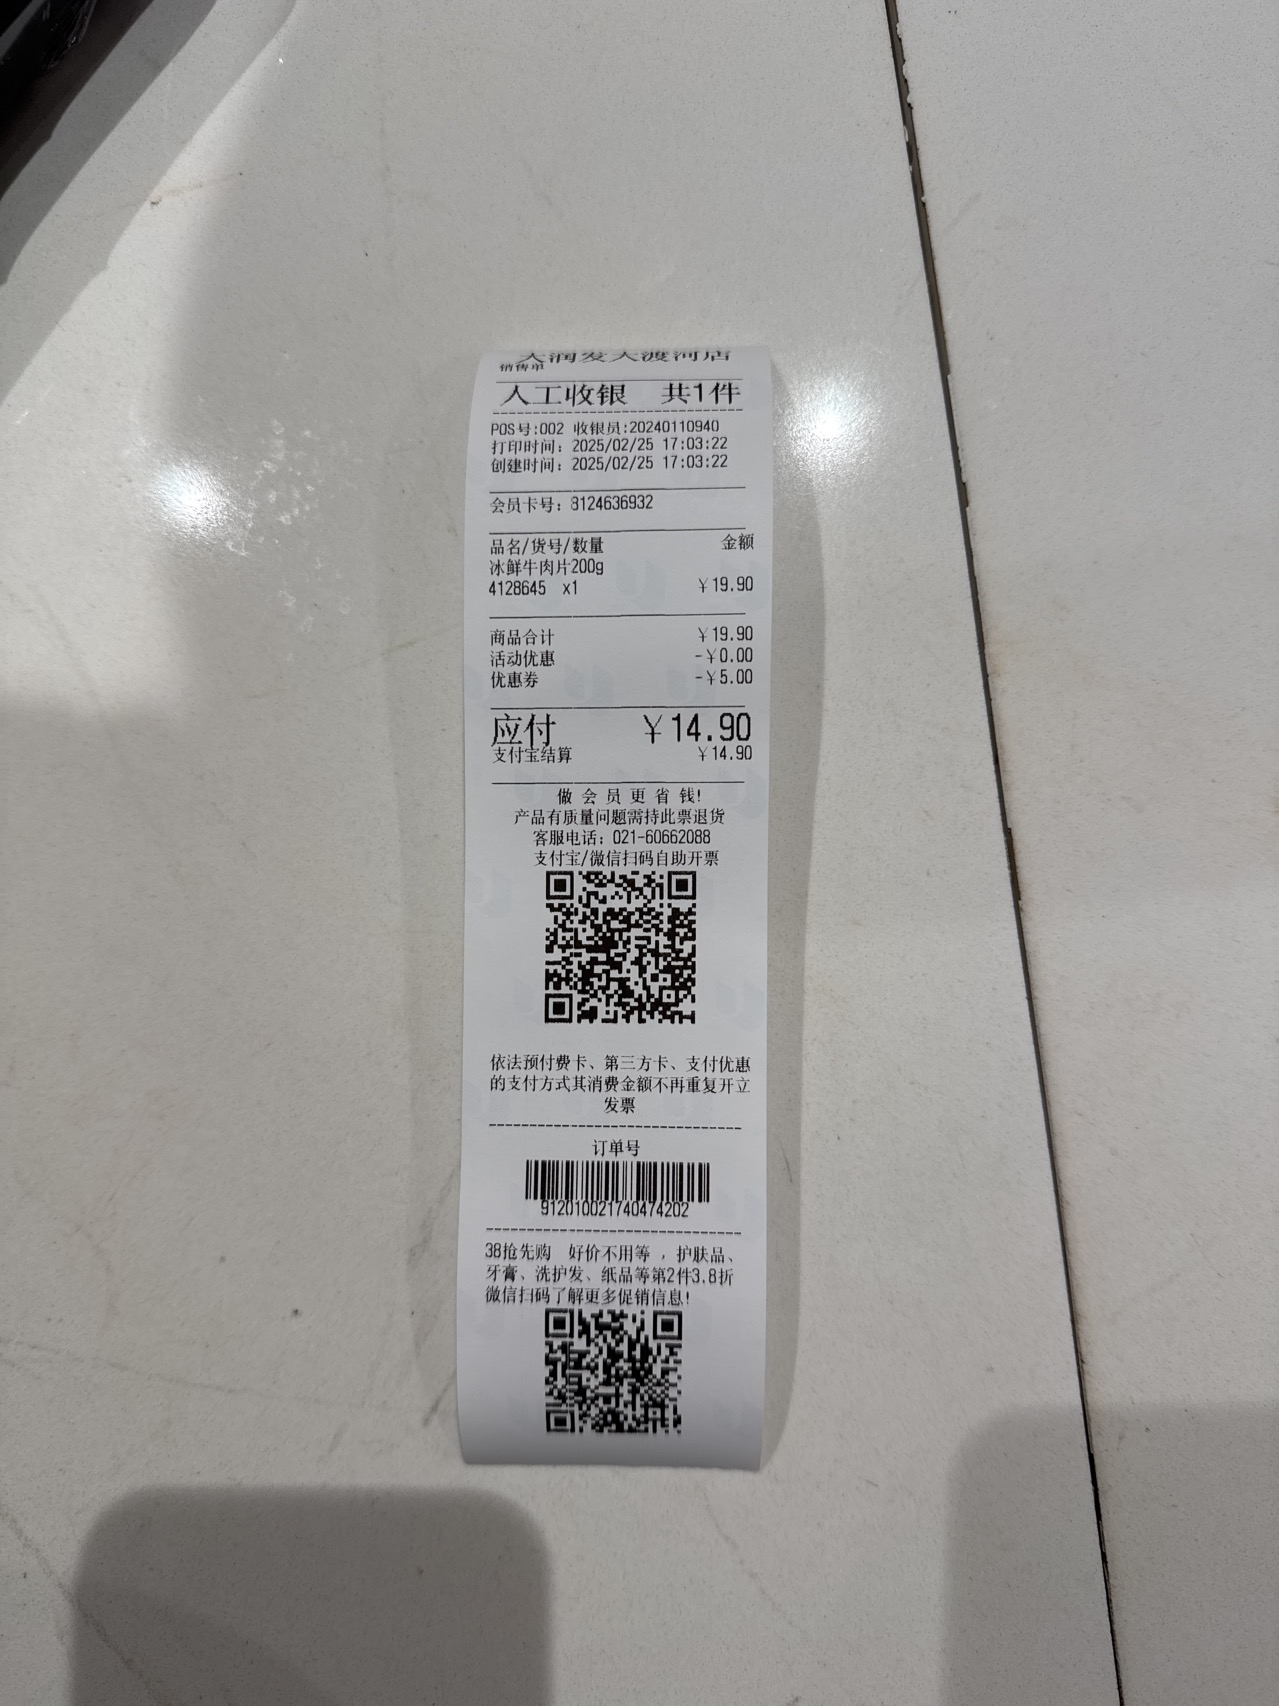 大润发大渡河店
销售单
人工收银 共1件
POS号:002 收银员:20240110940
打印时间: 2025/02/25 17:03:22
创建时间: 2025/02/25 17:03:22
会员卡号: 8124636932
品名/货号/数量 金额
冰鲜牛肉片200g
4128645 x1 ￥19.90
商品合计 ￥19.90
活动优惠 -￥0.00
优惠券 -￥5.00
应付 ￥14.90
支付宝结算 ￥14.90
做 会 员 更 省 钱!
产品有质量问题需持此票退货
客服电话: 021-60662088
支付宝/微信扫码自助开票
依法预付费卡、第三方卡、支付优惠
的支付方式其消费金额不再重复开立
发票
订单号
912010021740474202
38抢先购 好价不用等，护肤品、
牙膏、洗护发、纸品等第2件3.8折
微信扫码了解更多促销信息!